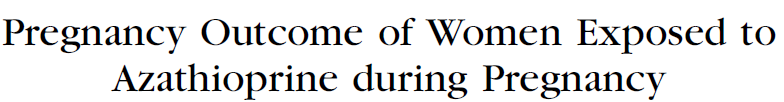 Pregnancy Outcome of Women Exposed to
Azathioprine during Pregnancy